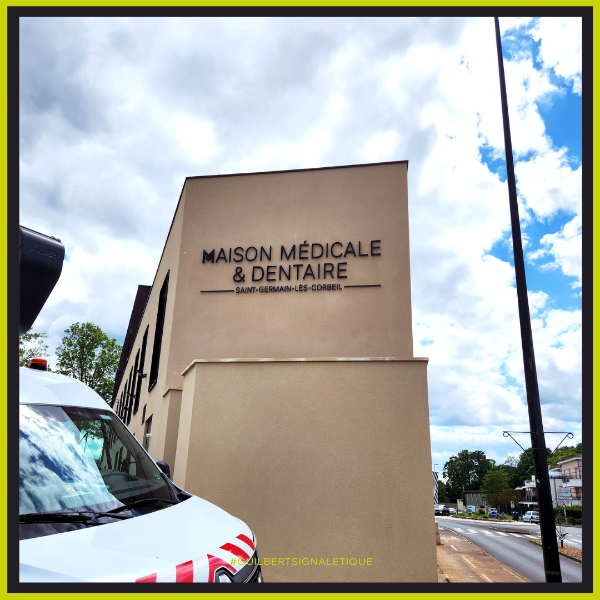 MAISON MÉDICALE
& DENTAIRE
SAINT-GERMAIN-LÈS-CORBEIL
#GUILBERTSIGNALETIQUE